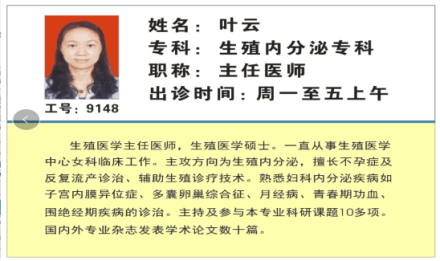 姓名：叶云
专科：生殖内分泌专科
职称：主任医师
出诊时间：周一至五上午
工号：9148
生殖医学主任医师，生殖医学硕士。一直从事生殖医学
中心女科临床工作。主攻方向为生殖内分泌，擅长不孕症及
反复流产诊治、辅助生殖诊疗技术。熟悉妇科内分泌疾病如
子宫内膜异位症、多囊卵巢综合征、月经病、青春期功血、
围绝经期疾病的诊治。主持及参与本专业科研课题10多项。
国内外专业杂志发表学术论文数十篇。